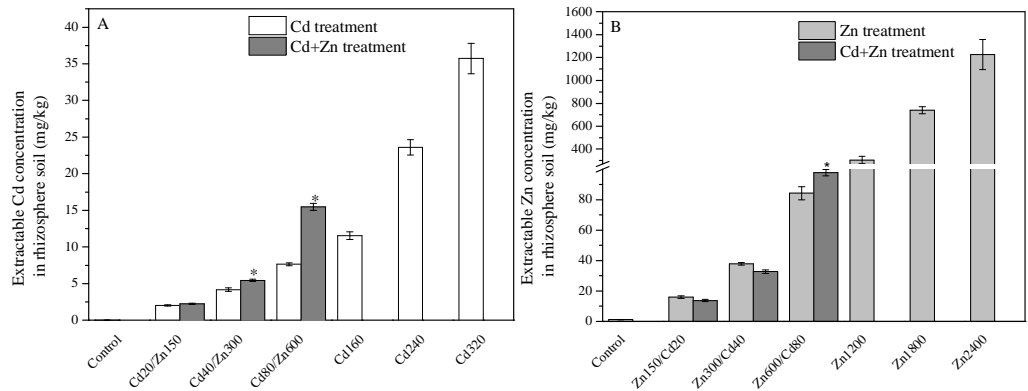 A
Cd treatment
Cd+Zn treatment
Extractable Cd concentration
in rhizosphere soil (mg/kg)
40
35
30
25
20
15
10
5
0
*
*
Control
Cd20/Zn150
Cd40/Zn300
Cd80/Zn600
Cd160
Cd240
Cd320
B
Zn treatment
Cd+Zn treatment
Extractable Zn concentration
in rhizosphere soil (mg/kg)
1600
1400
1200
1000
800
600
400
80
60
40
20
0
*
Control
Zn150/Cd20
Zn300/Cd40
Zn600/Cd80
Zn1200
Zn1800
Zn2400